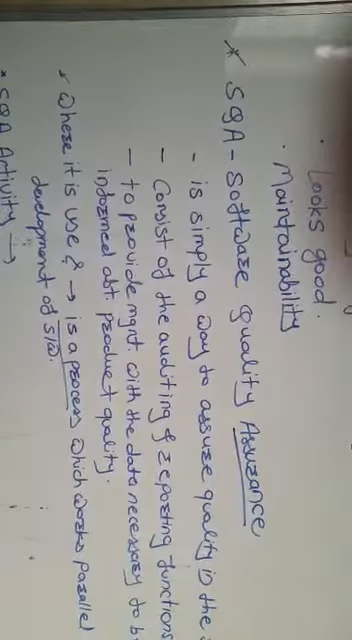 · Looks good.
· Maintainability
* SQA - Software Quality Assurance
- is simply a way to assure quality in the
- Consist of the auditing & reporting functions
- to provide mgnt. with the data necessary to b
informed abt. product quality.
* Where it is use? → is a process which works parallel
development of S/W.
* SQA Activity →